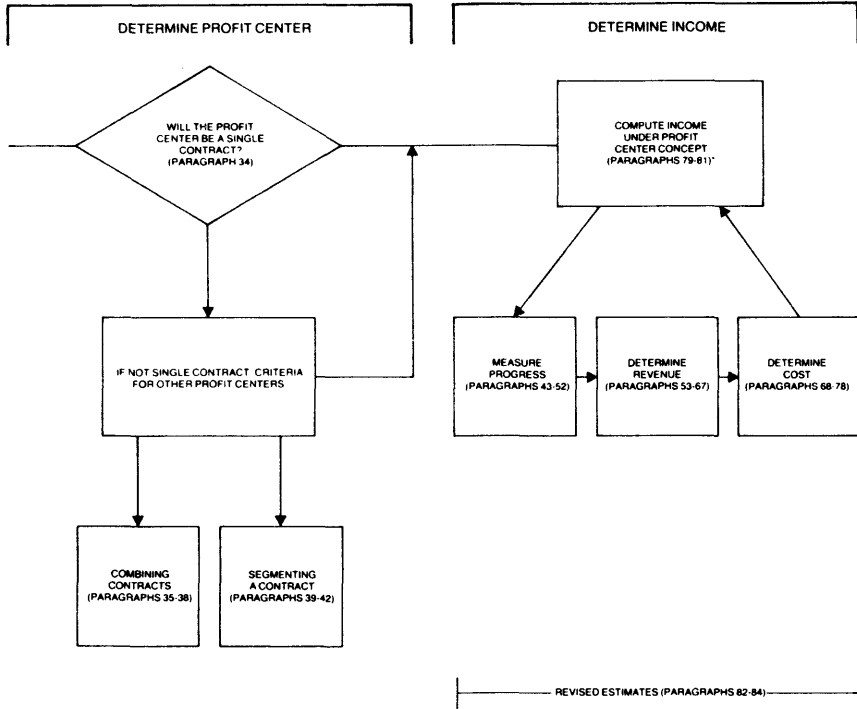 DETERMINE PROFIT CENTER
DETERMINE INCOME
WILL THE PROFIT
CENTER BE A SINGLE
CONTRACT?
(PARAGRAPH 34)
COMPUTE INCOME
UNDER PROFIT
CENTER CONCEPT
(PARAGRAPHS 79-81)*
IF NOT SINGLE CONTRACT CRITERIA
FOR OTHER PROFIT CENTERS
MEASURE
PROGRESS
(PARAGRAPHS 43-52)
DETERMINE
REVENUE
(PARAGRAPHS 53-67)
DETERMINE
COST
(PARAGRAPHS 68-78)
COMBINING
CONTRACTS
(PARAGRAPHS 35-38)
SEGMENTING
A CONTRACT
(PARAGRAPHS 39-42)
REVISED ESTIMATES (PARAGRAPHS 82-84)